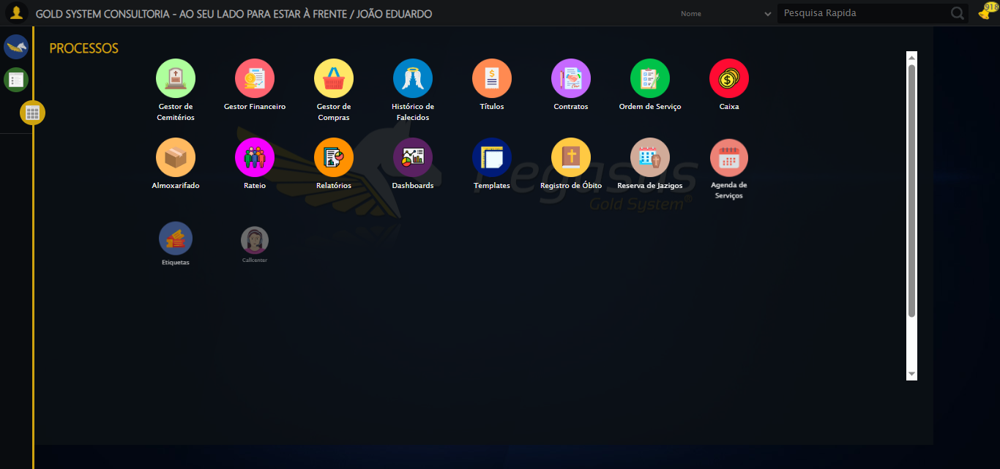 GOLD SYSTEM CONSULTORIA - AO SEU LADO PARA ESTAR À FRENTE / JOÃO EDUARDO
Nome
Pesquisa Rapida
918
PROCESSOS
Gestor de
Cemitérios
Gestor Financeiro
Gestor de
Compras
Histórico de
Falecidos
Títulos
Contratos
Ordem de Serviço
Caixa
Almoxarifado
Rateio
Relatórios
Dashboards
Templates
Registro de Óbito
Reserva de Jazigos
Agenda de
Serviços
Pegasus
Gold System®
Etiquetas
Callcenter